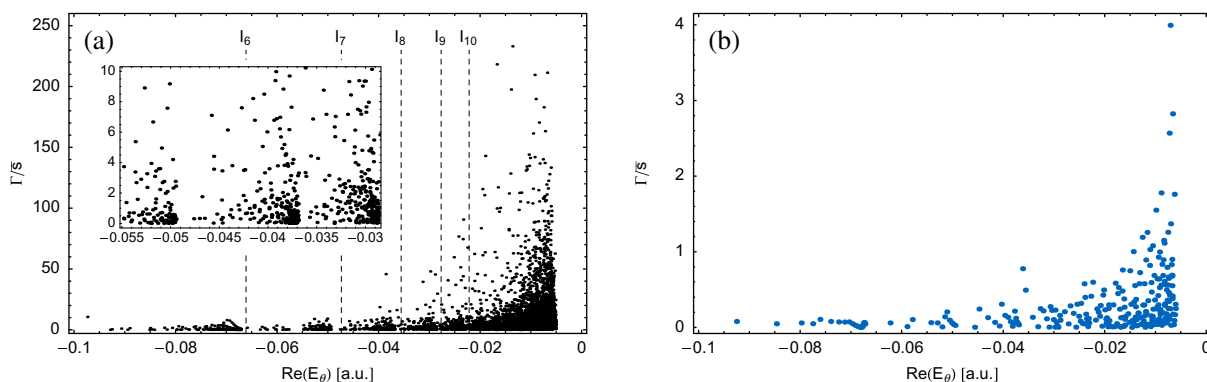 (a)
I₆ I₇ I₈ I₉ I₁₀
250
200
150
100
50
0
Γ/s̄
10
8
6
4
2
0
−0.055 −0.05 −0.045 −0.04 −0.035 −0.03
−0.1 −0.08 −0.06 −0.04 −0.02 0
Re(E_θ) [a.u.]
(b)
4
3
2
1
0
Γ/s̄
−0.1 −0.08 −0.06 −0.04 −0.02 0
Re(E_θ) [a.u.]